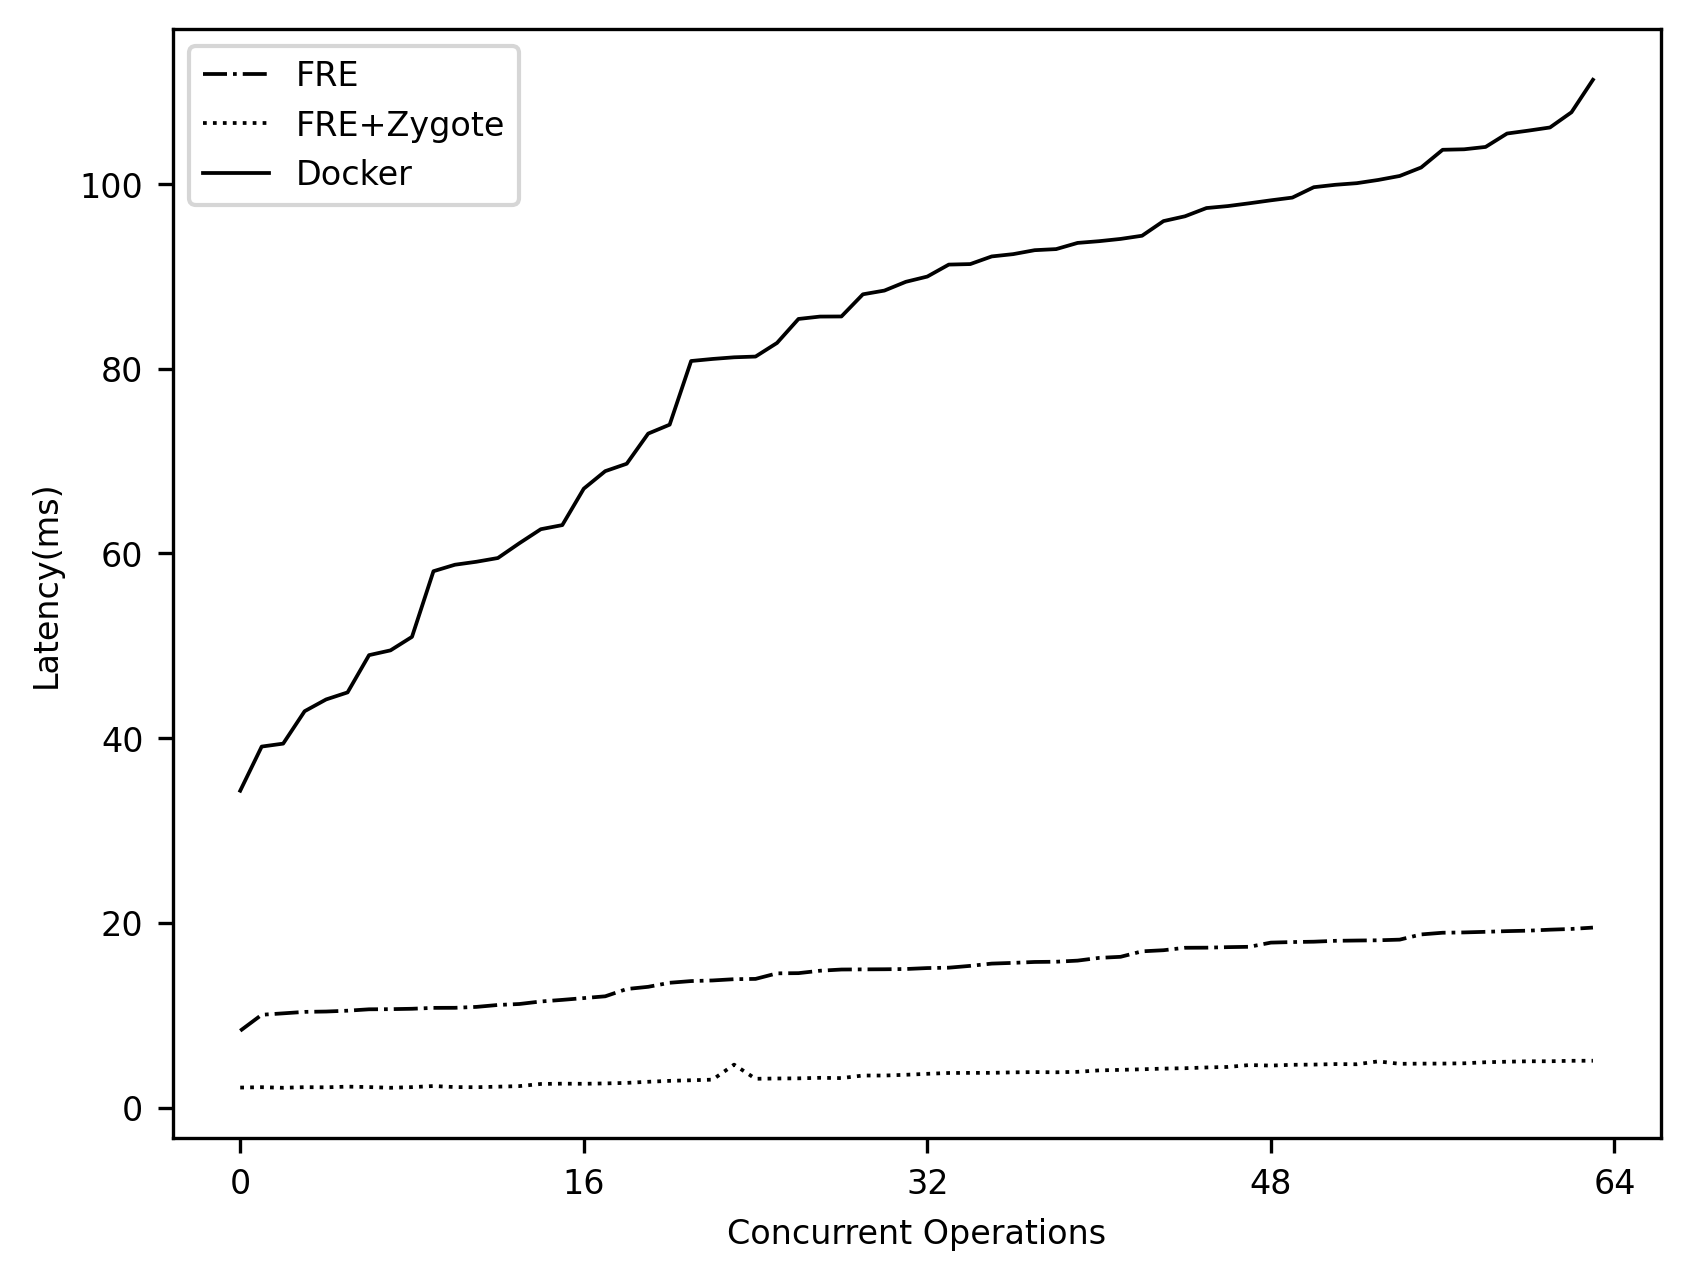 FRE
FRE+Zygote
Docker
100
80
60
40
20
0
Latency(ms)
0 16 32 48 64
Concurrent Operations